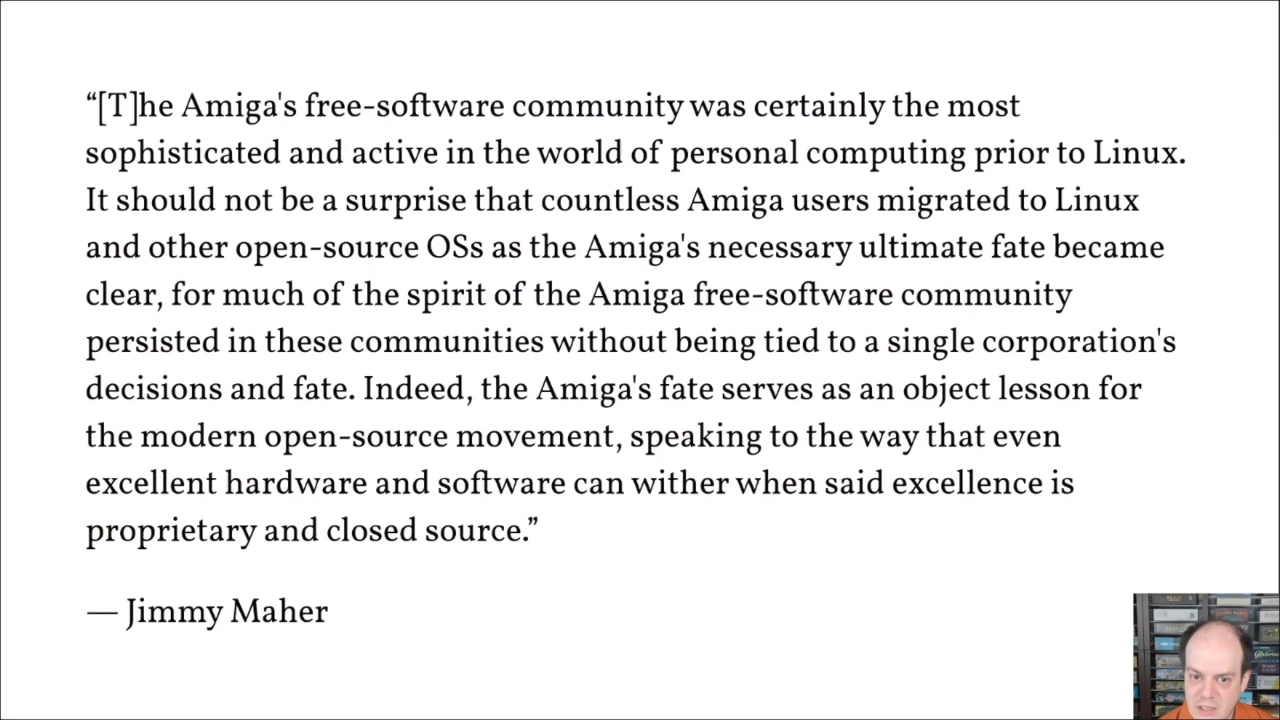 “[T]he Amiga's free-software community was certainly the most
sophisticated and active in the world of personal computing prior to Linux.
It should not be a surprise that countless Amiga users migrated to Linux
and other open-source OSs as the Amiga's necessary ultimate fate became
clear, for much of the spirit of the Amiga free-software community
persisted in these communities without being tied to a single corporation's
decisions and fate. Indeed, the Amiga's fate serves as an object lesson for
the modern open-source movement, speaking to the way that even
excellent hardware and software can wither when said excellence is
proprietary and closed source.”
— Jimmy Maher